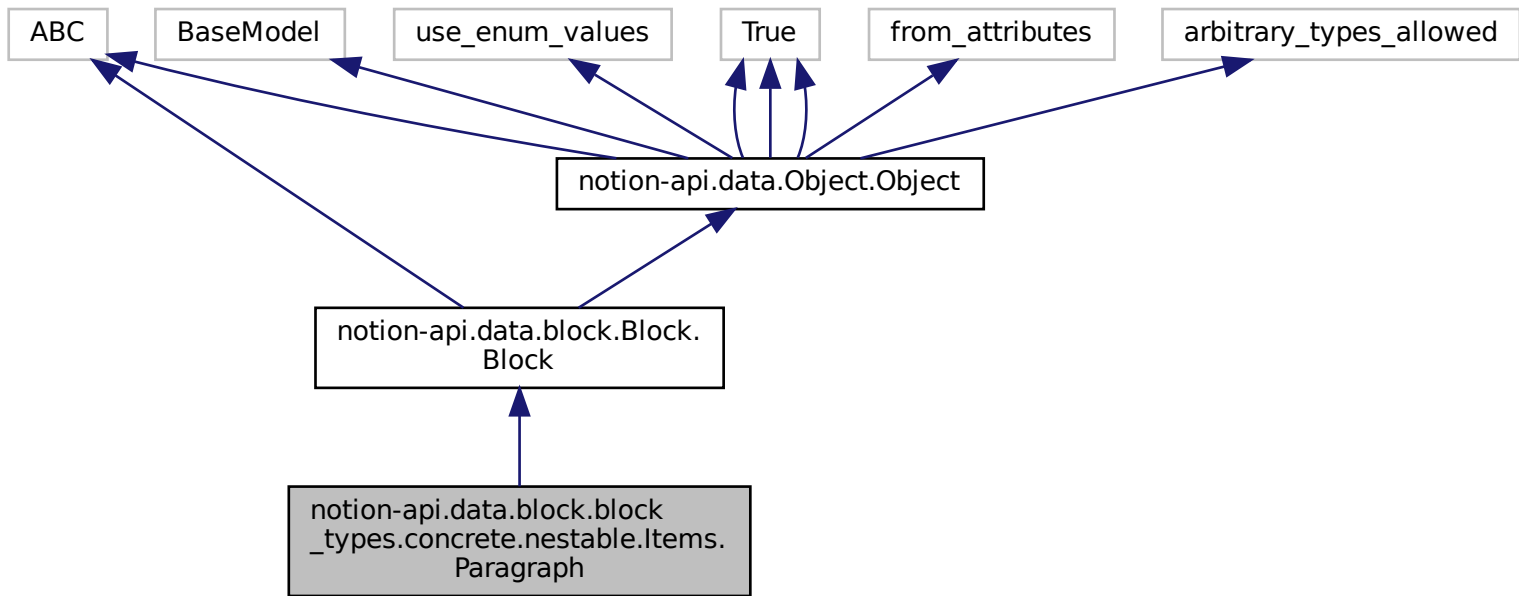 ABC
BaseModel
use_enum_values
True
from_attributes
arbitrary_types_allowed
notion-api.data.Object.Object
notion-api.data.block.Block.
Block
notion-api.data.block.block
_types.concrete.nestable.Items.
Paragraph